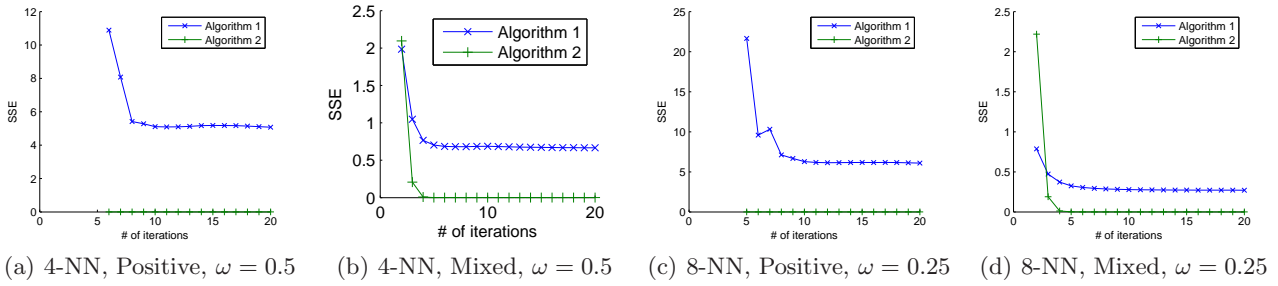 12
10
8
6
4
2
0
SSE
0 5 10 15 20
# of iterations
Algorithm 1
Algorithm 2
(a) 4-NN, Positive, ω = 0.5
2.5
2
1.5
1
0.5
0
SSE
0 10 20
# of iterations
Algorithm 1
Algorithm 2
(b) 4-NN, Mixed, ω = 0.5
25
20
15
10
5
0
SSE
0 5 10 15 20
# of iterations
Algorithm 1
Algorithm 2
(c) 8-NN, Positive, ω = 0.25
2.5
2
1.5
1
0.5
0
SSE
0 5 10 15 20
# of iterations
Algorithm 1
Algorithm 2
(d) 8-NN, Mixed, ω = 0.25